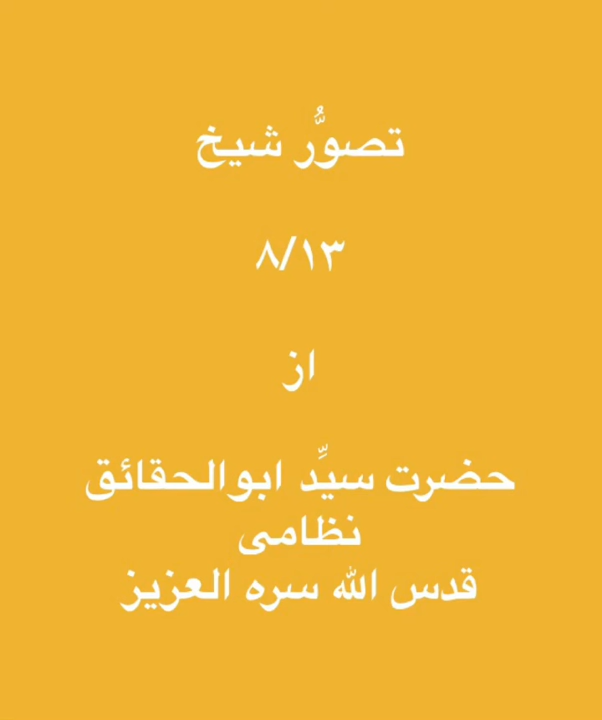 تصوُّر شیخ
۸/۱۳
از
حضرت سیِّد ابوالحقائق
نظامی
قدس الله سره العزیز